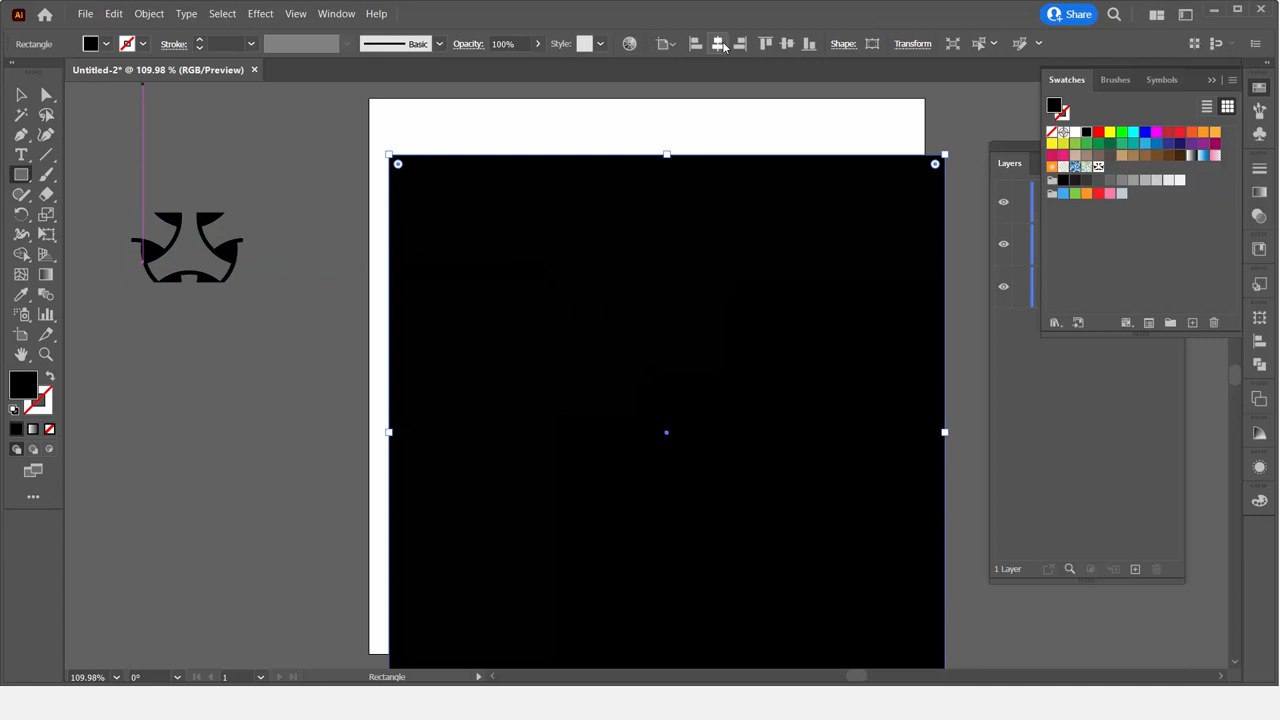 Ai File Edit Object Type Select Effect View Window Help Share
Rectangle Stroke: Basic Opacity: 100% Style: Shape: Transform
Untitled-2* @ 109.98 % (RGB/Preview)
Swatches Brushes Symbols
Layers
1 Layer
109.98% 0° 1 Rectangle